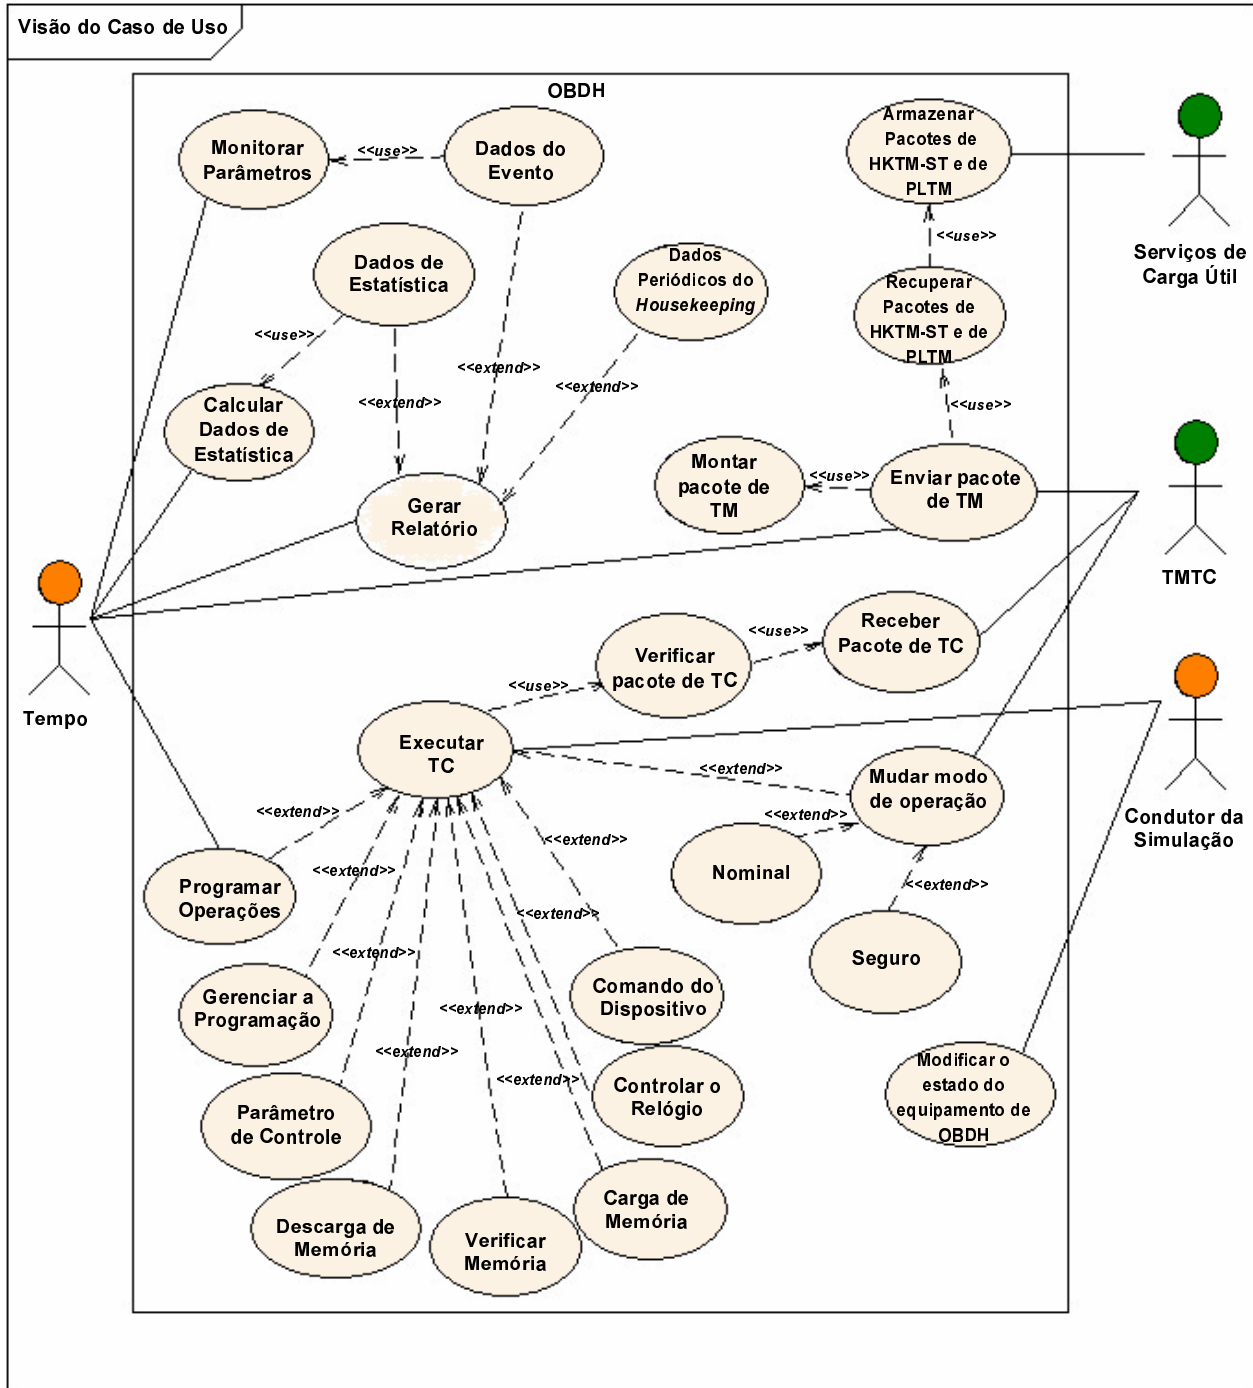 Visão do Caso de Uso
OBDH
Monitorar
Parâmetros
<<use>>
Dados do
Evento
Armazenar
Pacotes de
HKTM-ST e de
PLTM
Serviços de
Carga Útil
<<use>>
Dados de
Estatística
Dados
Periódicos do
Housekeeping
Recuperar
Pacotes de
HKTM-ST e de
PLTM
<<use>>
<<extend>>
<<extend>>
<<extend>>
<<use>>
Calcular
Dados de
Estatística
Gerar
Relatório
Montar
pacote de
TM
<<use>>
Enviar pacote
de TM
TMTC
Tempo
Verificar
pacote de TC
<<use>>
Receber
Pacote de TC
<<use>>
Executar
TC
<<extend>>
Mudar modo
de operação
Condutor da
Simulação
<<extend>>
<<extend>>
Nominal
<<extend>>
Seguro
Programar
Operações
<<extend>>
<<extend>>
<<extend>>
Gerenciar a
Programação
<<extend>>
Comando do
Dispositivo
<<extend>>
<<extend>>
Parâmetro
de Controle
Controlar o
Relógio
Modificar o
estado do
equipamento de
OBDH
Descarga de
Memória
Verificar
Memória
Carga de
Memória